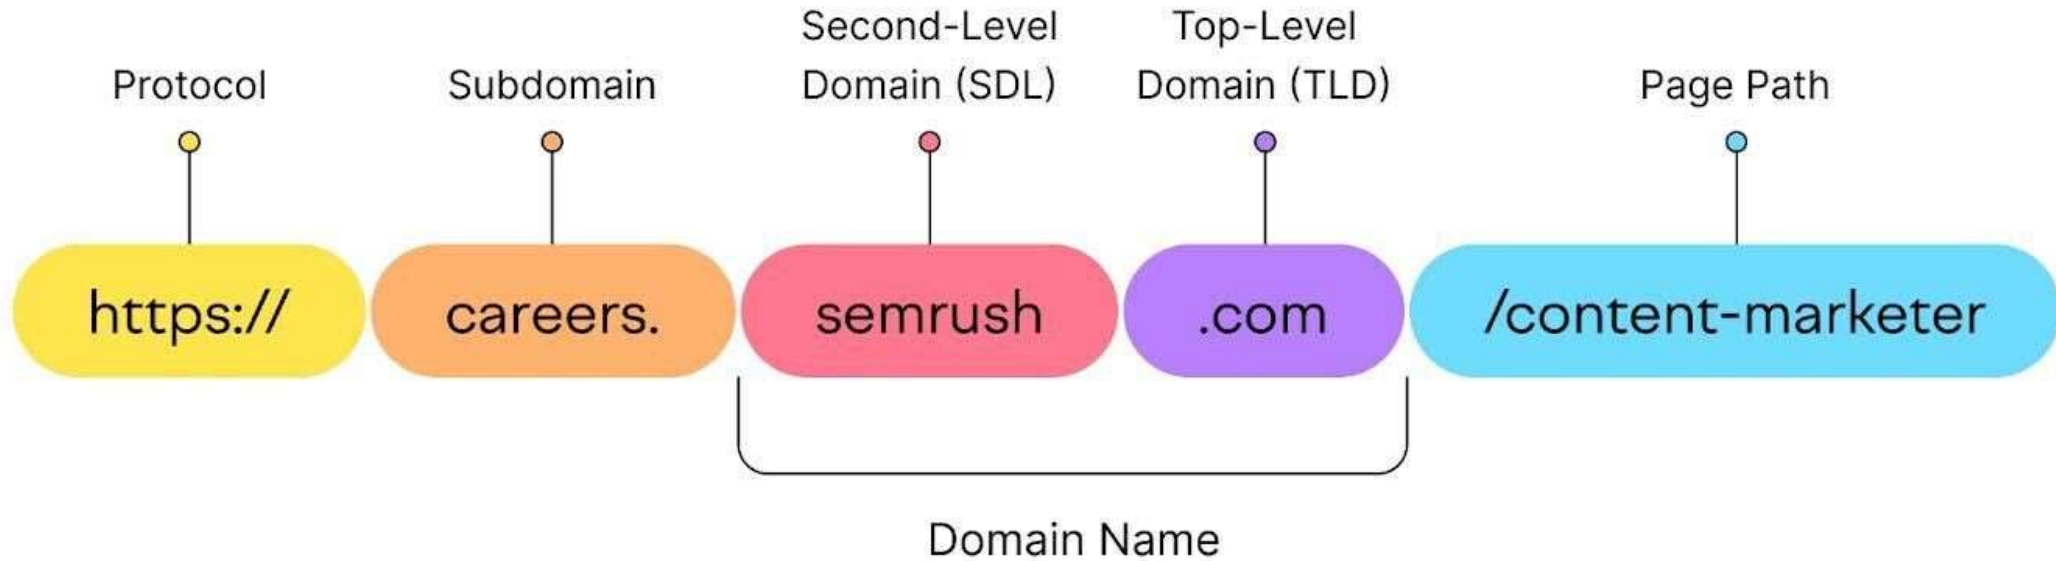 Protocol
Subdomain
Second-Level
Domain (SDL)
Top-Level
Domain (TLD)
Page Path
https://
careers.
semrush
.com
/content-marketer
Domain Name